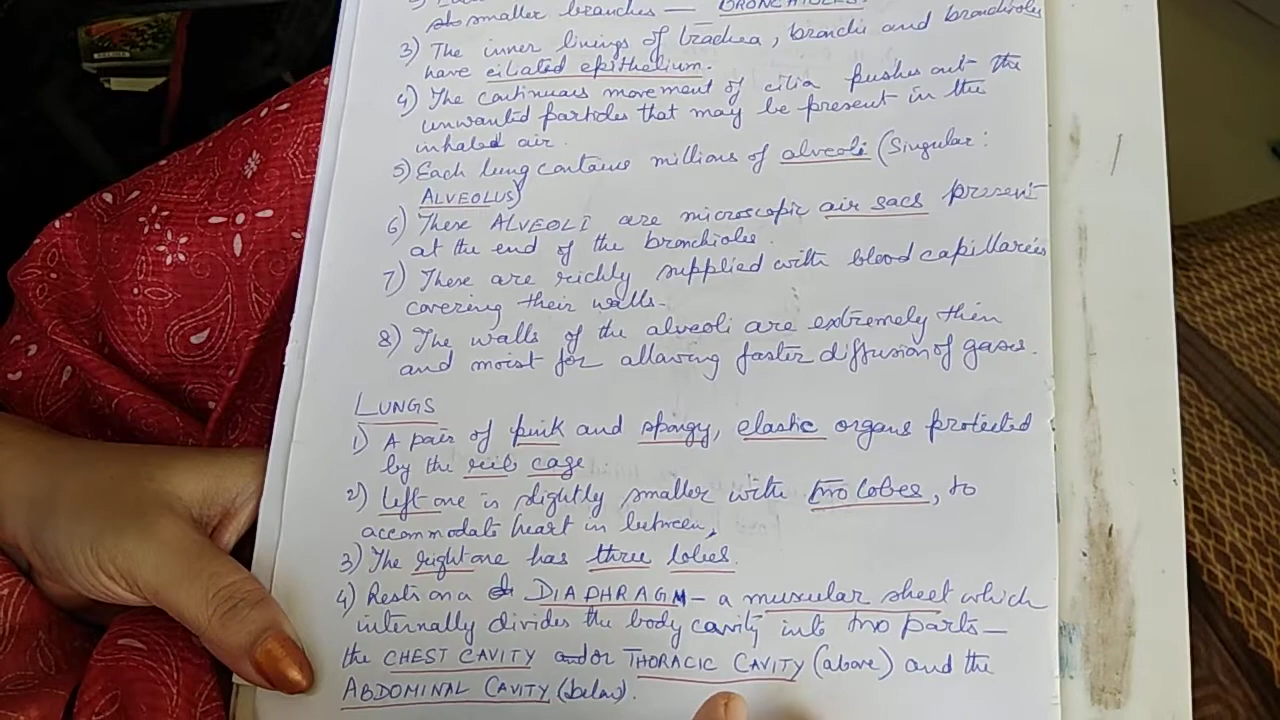 smaller branches — BRONCHIOLES.
3) The inner linings of trachea, bronchi and bronchioles
have ciliated epithelium.
4) The continuous movement of cilia pushes out the
unwanted particles that may be present in the
inhaled air.
5) Each lung contains millions of alveoli (Singular:
ALVEOLUS)
6) These ALVEOLI are microscopic air sacs present
at the end of the bronchioles.
7) These are richly supplied with blood capillaries
covering their walls.
8) The walls of the alveoli are extremely thin
and moist for allowing faster diffusion of gases.
LUNGS
1) A pair of pink and spongy, elastic organs protected
by the rib cage
2) Left one is slightly smaller with two lobes, to
accommodate heart in between,
3) The right one has three lobes.
4) Rests on a DIAPHRAGM – a musular sheet which
internally divides the body cavity into two parts —
the CHEST CAVITY or THORACIC CAVITY (above) and the
ABDOMINAL CAVITY (below).